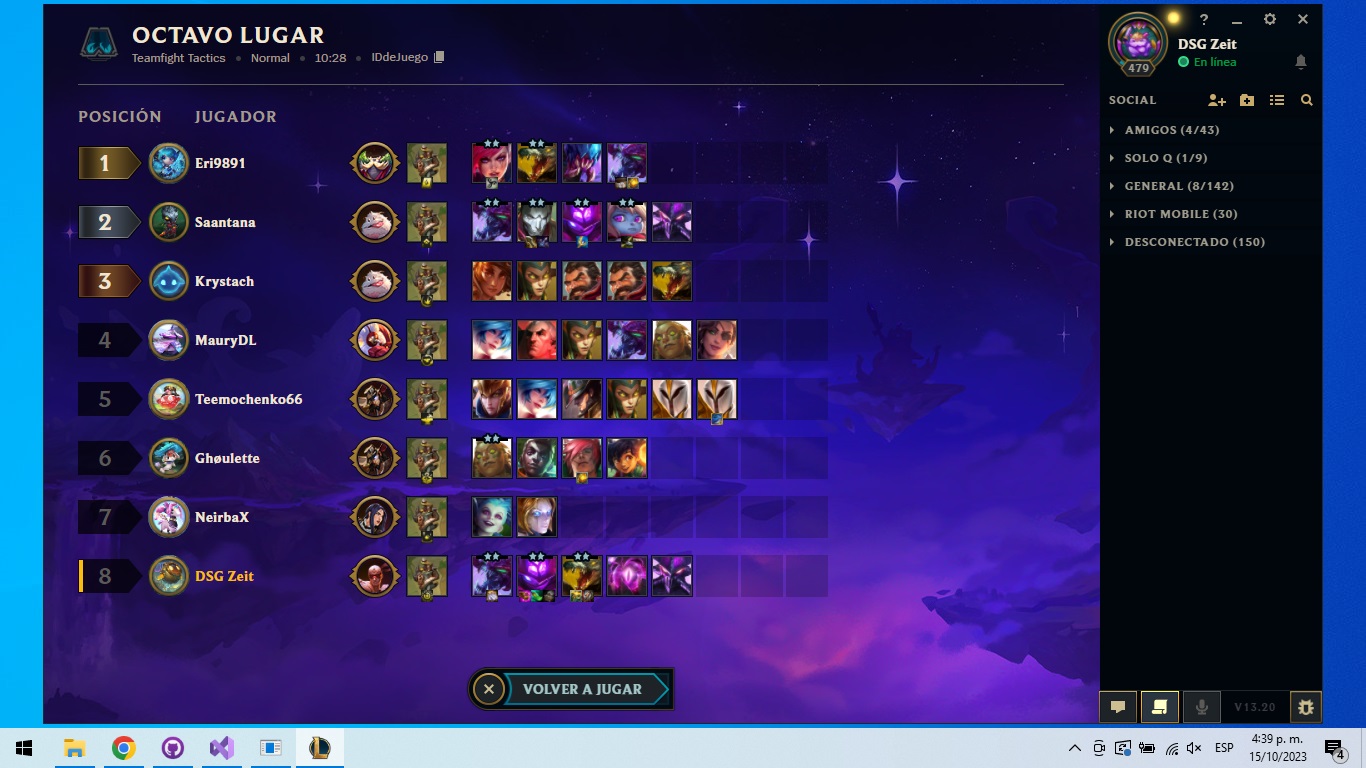 OCTAVO LUGAR
Teamfight Tactics • Normal • 10:28 • IDdeJuego
POSICIÓN JUGADOR
1 Eri9891
2 Saantana
3 Krystach
4 MauryDL
5 Teemochenko66
6 Ghøulette
7 NeirbaX
8 DSG Zeit
VOLVER A JUGAR
?
DSG Zeit
En línea
479
SOCIAL
AMIGOS (4/43)
SOLO Q (1/9)
GENERAL (8/142)
RIOT MOBILE (30)
DESCONECTADO (150)
V13.20
ESP
4:39 p. m.
15/10/2023
4